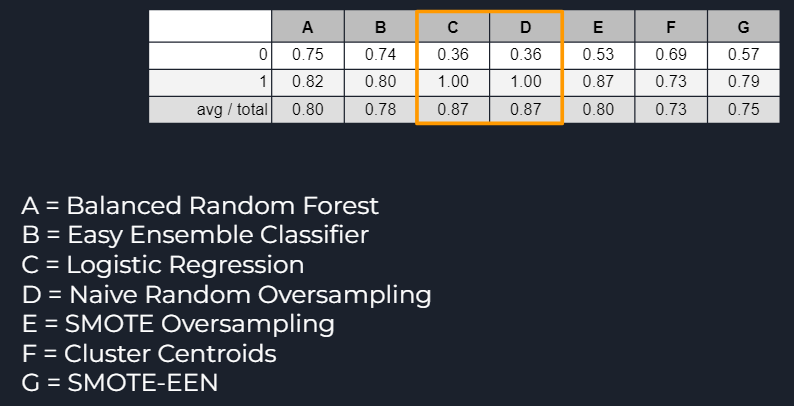 A B C D E F G
0 0.75 0.74 0.36 0.36 0.53 0.69 0.57
1 0.82 0.80 1.00 1.00 0.87 0.73 0.79
avg / total 0.80 0.78 0.87 0.87 0.80 0.73 0.75
A = Balanced Random Forest
B = Easy Ensemble Classifier
C = Logistic Regression
D = Naive Random Oversampling
E = SMOTE Oversampling
F = Cluster Centroids
G = SMOTE-EEN